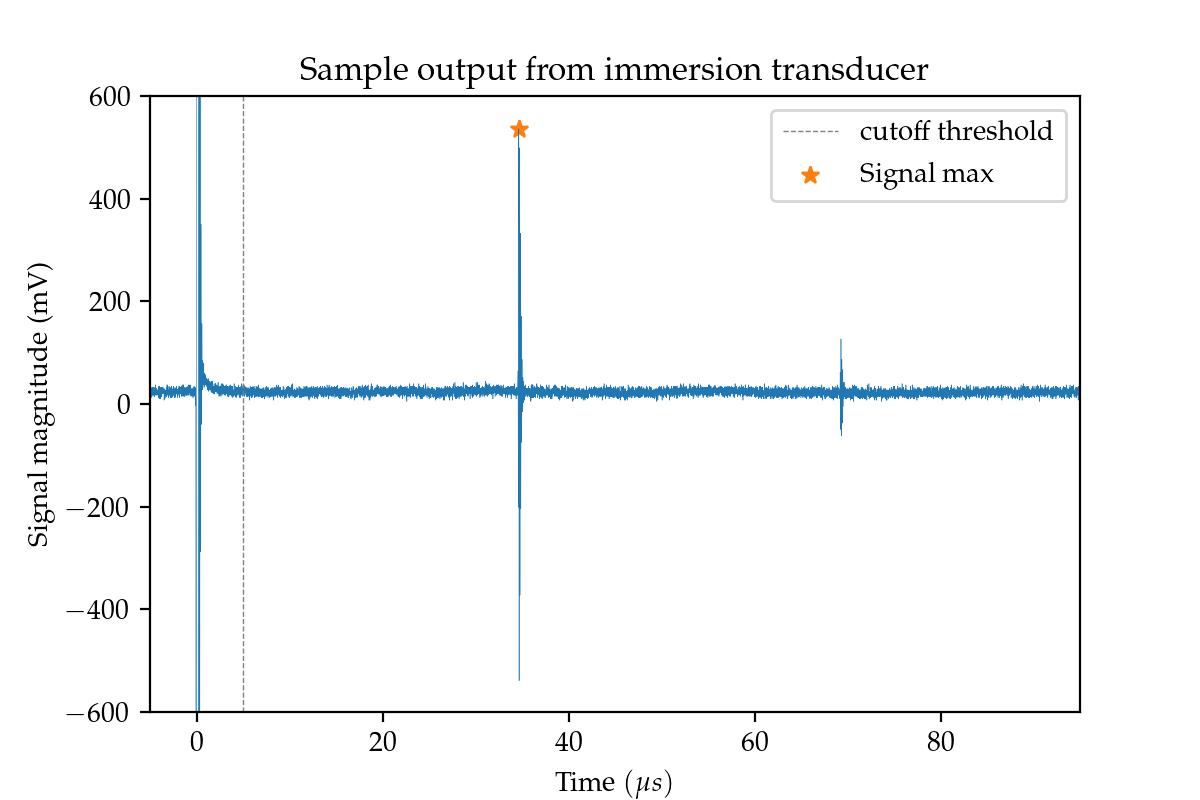 Sample output from immersion transducer
cutoff threshold
Signal max
Signal magnitude (mV)
600
400
200
0
−200
−400
−600
0 20 40 60 80
Time (μs)